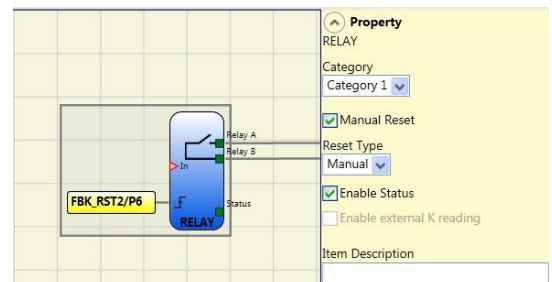 Relay A
Relay B
In
FBK_RST2/P6
Status
RELAY
Property
RELAY
Category
Category 1
Manual Reset
Reset Type
Manual
Enable Status
Enable external K reading
Item Description